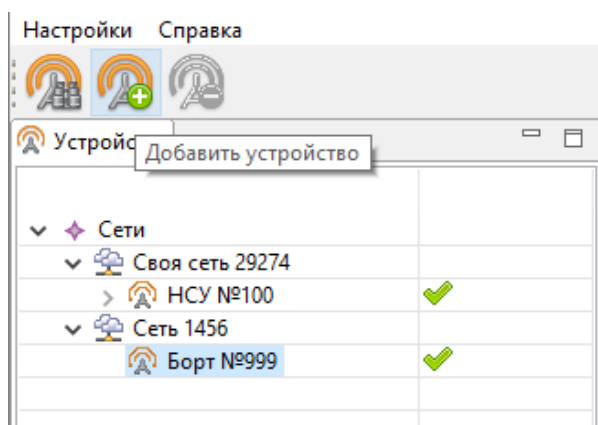 Настройки Справка
Устройс
Добавить устройство
Сети
Своя сеть 29274
НСУ №100
Сеть 1456
Борт №999